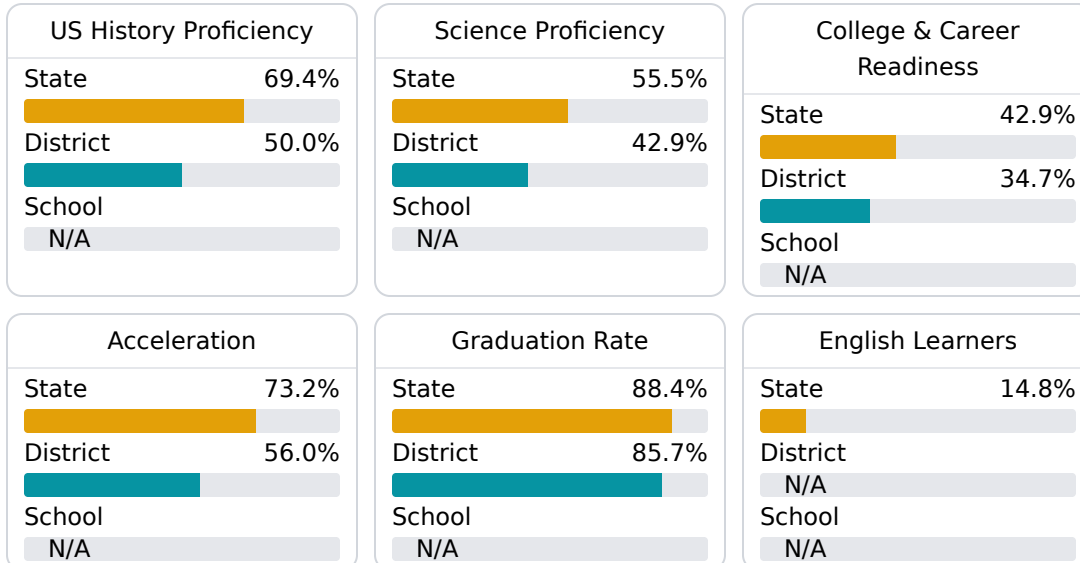 US History Proficiency
State 69.4%
District 50.0%
School
N/A
Science Proficiency
State 55.5%
District 42.9%
School
N/A
College & Career
Readiness
State 42.9%
District 34.7%
School
N/A
Acceleration
State 73.2%
District 56.0%
School
N/A
Graduation Rate
State 88.4%
District 85.7%
School
N/A
English Learners
State 14.8%
District
N/A
School
N/A